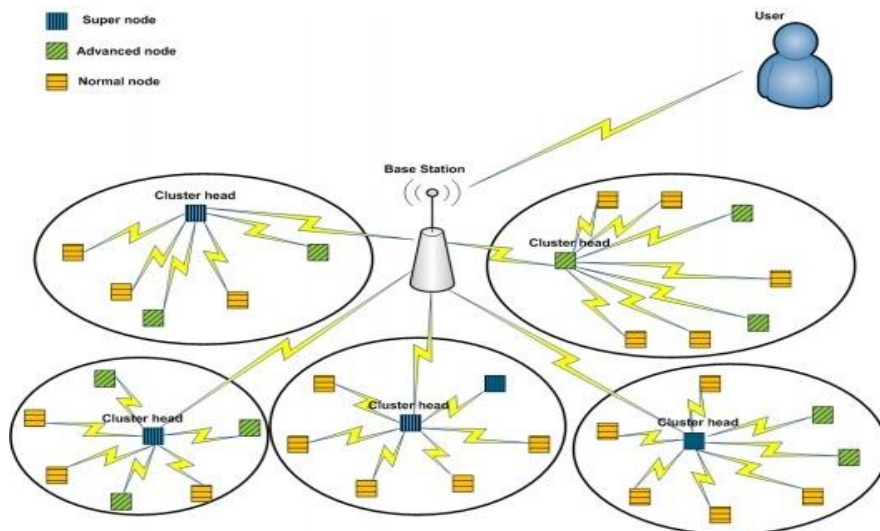 Super node
User
Advanced node
Normal node
Base Station
Cluster head
Cluster head
Cluster head
Cluster head
Cluster head